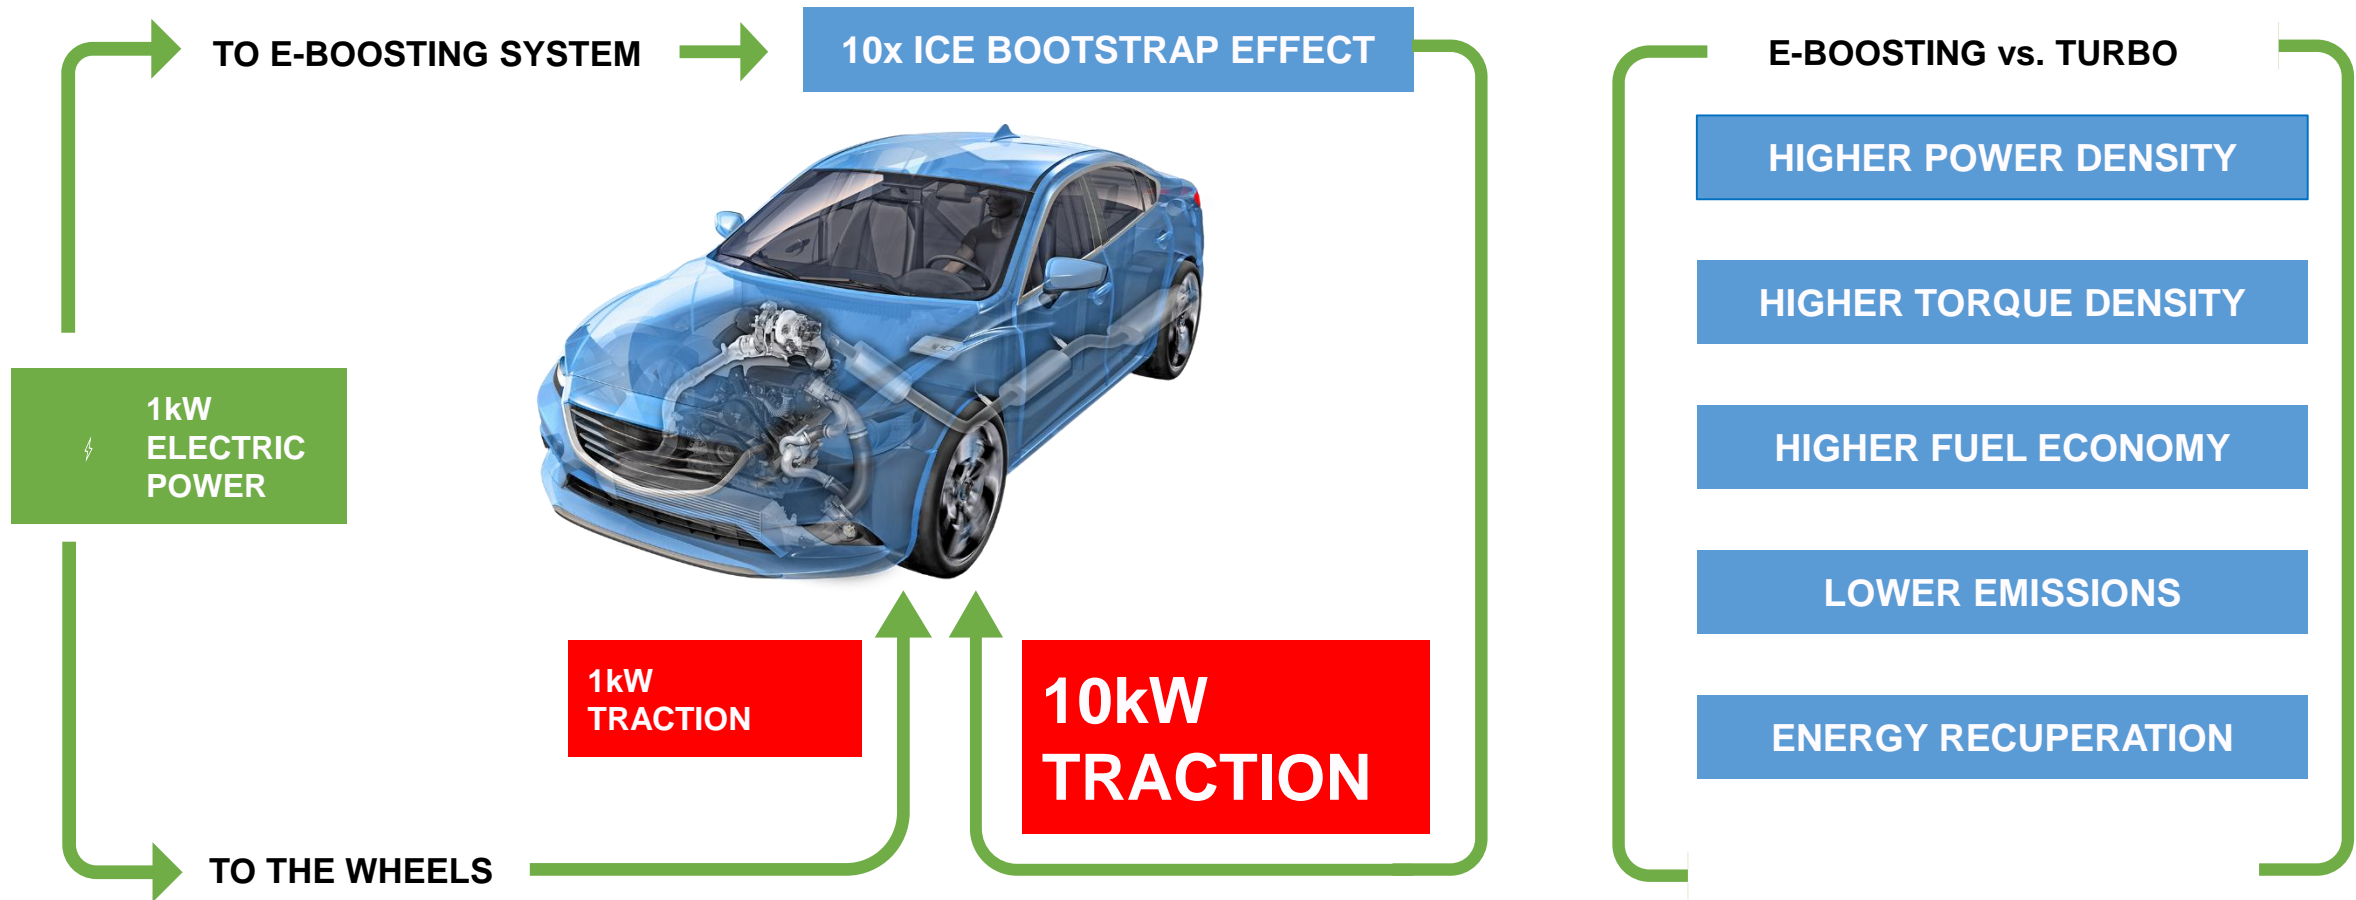 TO E-BOOSTING SYSTEM
10x ICE BOOTSTRAP EFFECT
1kW
ELECTRIC
POWER
1kW
TRACTION
10kW
TRACTION
TO THE WHEELS
E-BOOSTING vs. TURBO
HIGHER POWER DENSITY
HIGHER TORQUE DENSITY
HIGHER FUEL ECONOMY
LOWER EMISSIONS
ENERGY RECUPERATION